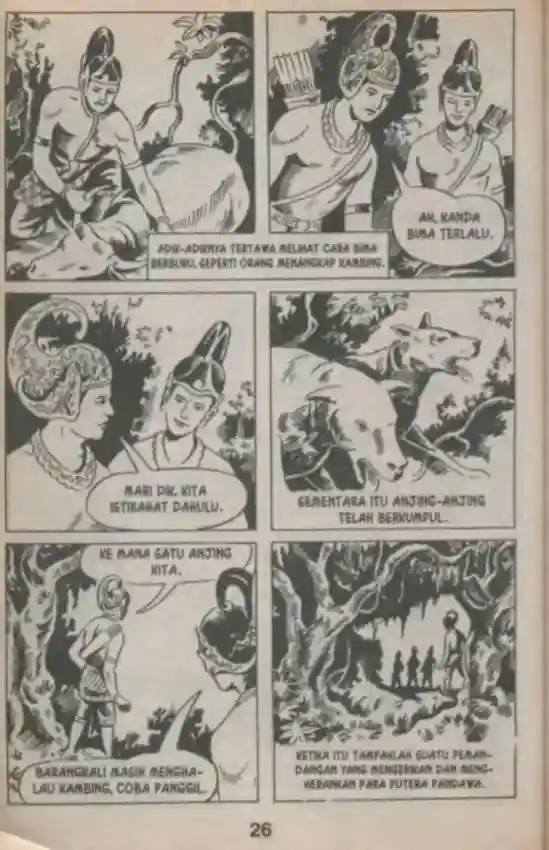 ADIK-ADIKNYA TERTAWA MELIHAT CARA BIMA
BERBURU. SEPERTI ORANG MENANGKAP KAMBING.
AH, KANDA
BIMA TERLALU.
MARI DIK, KITA
ISTIRAHAT DAHULU.
SEMENTARA ITU ANJING-ANJING
TELAH BERKUMPUL.
KE MANA SATU ANJING
KITA.
BARANGKALI MASIH MENGHA-
LAU KAMBING, COBA PANGGIL.
KETIKA ITU TAMPAKLAH SUATU PEMAN-
DANGAN YANG MENGERIKAN DAN MENG-
HERANKAN PARA PUTERA PANDAWA.
26